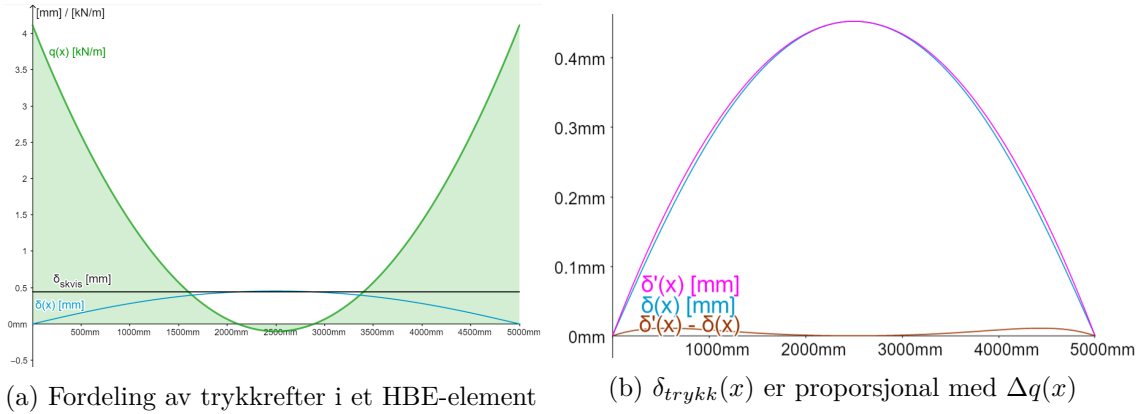 [mm] / [kN/m]
4
q(x) [kN/m]
3.5
3
2.5
2
1.5
1
δskvis [mm]
0.5
δ(x) [mm]
0mm
500mm 1000mm 1500mm 2000mm 2500mm 3000mm 3500mm 4000mm 4500mm 5000mm
−0.5
(a) Fordeling av trykkrefter i et HBE-element
0.4mm
0.3mm
0.2mm
0.1mm
δ'(x) [mm]
δ(x) [mm]
δ'(x) - δ(x)
0mm
1000mm 2000mm 3000mm 4000mm 5000mm
(b) δtrykk(x) er proporsjonal med Δq(x)